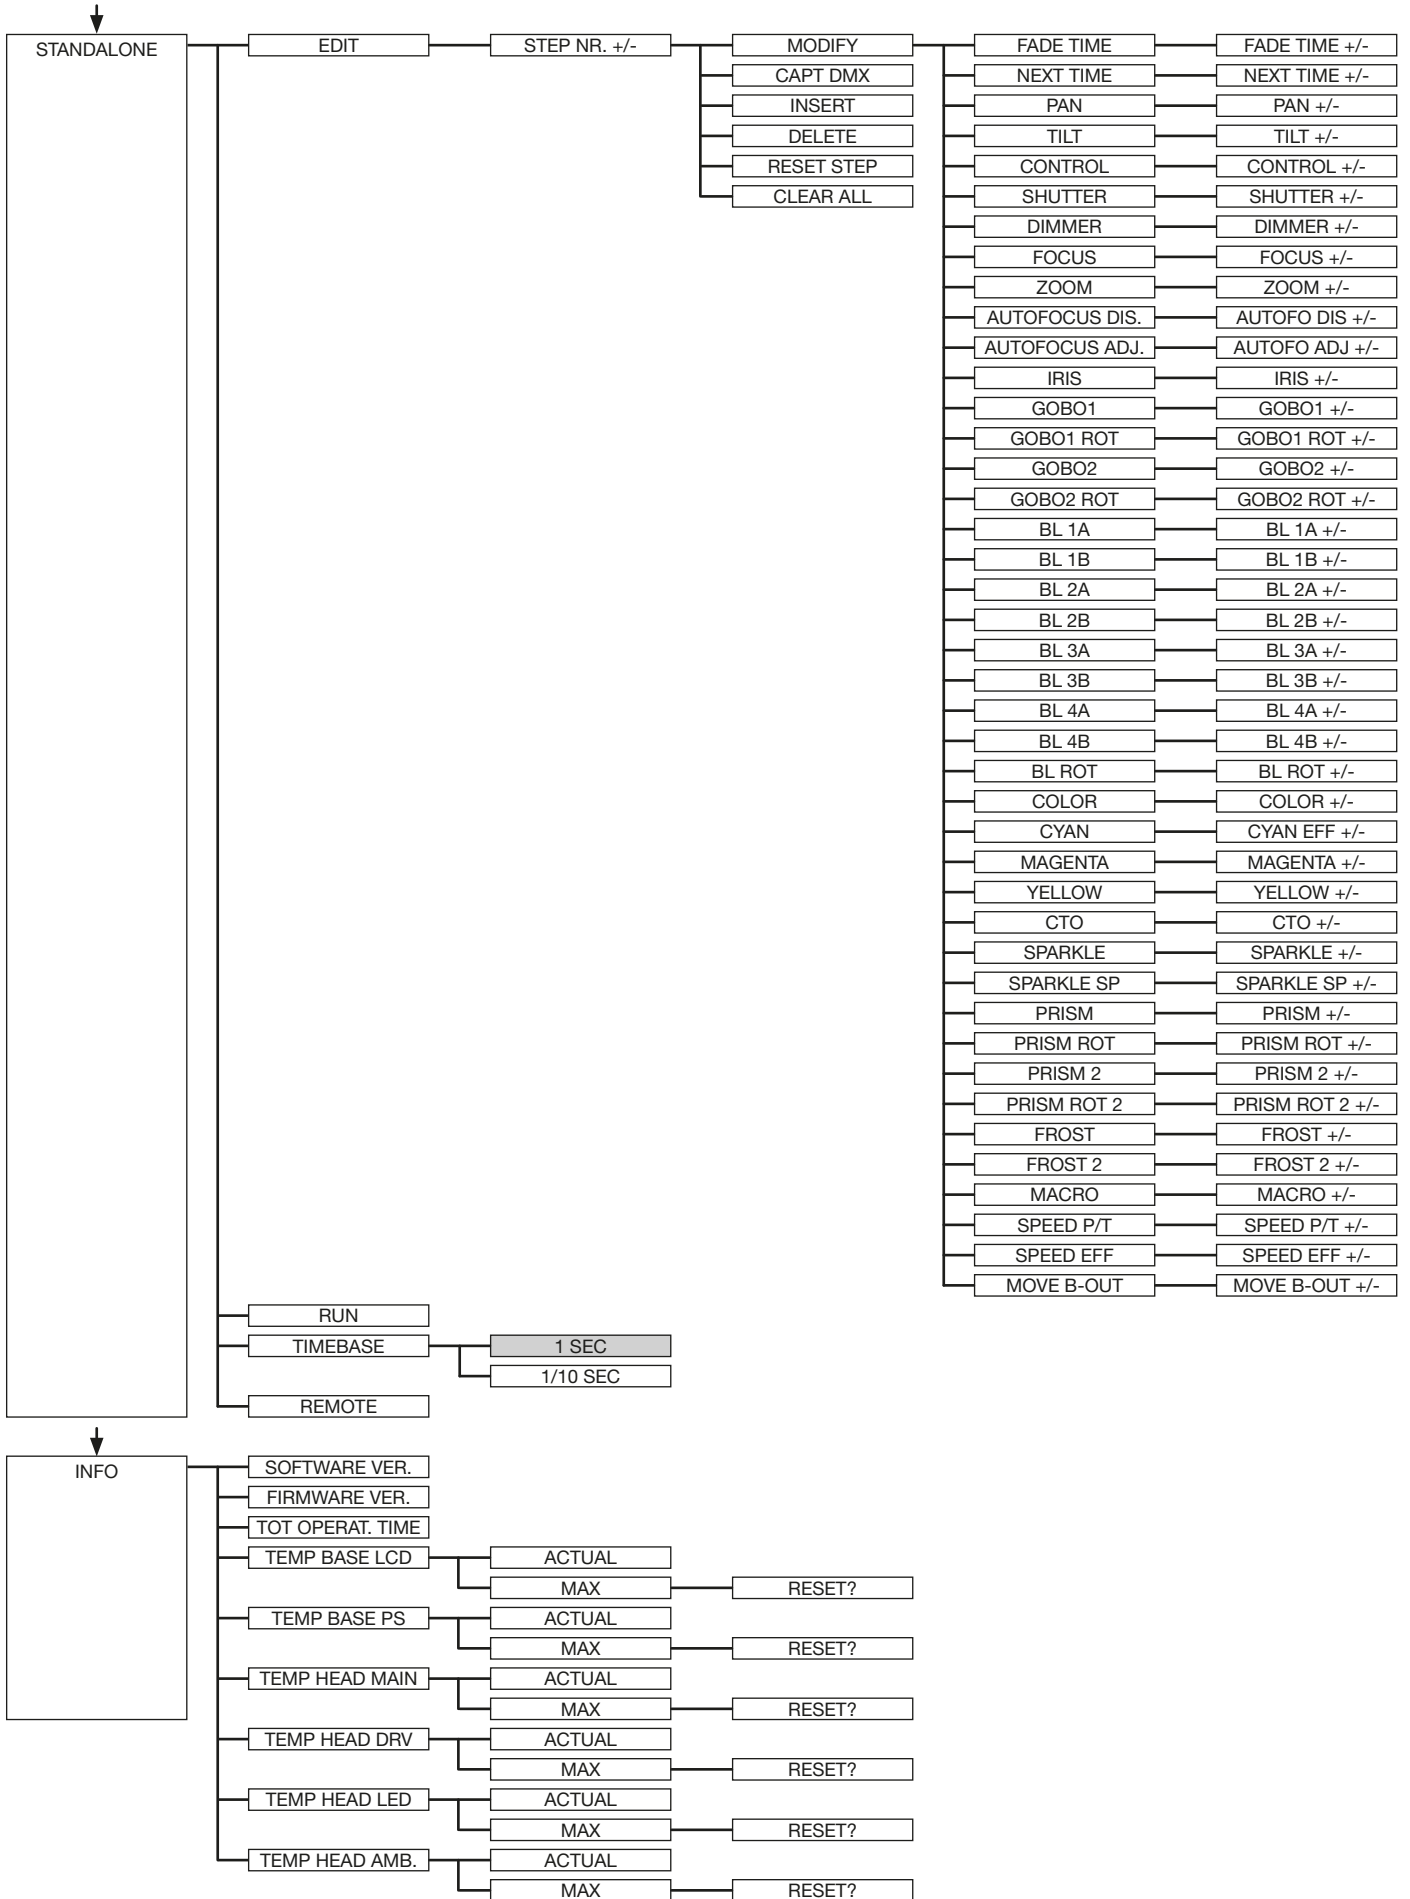 STANDALONE EDIT STEP NR. +/- MODIFY FADE TIME FADE TIME +/-
CAPT DMX NEXT TIME NEXT TIME +/-
INSERT PAN PAN +/-
DELETE TILT TILT +/-
RESET STEP CONTROL CONTROL +/-
CLEAR ALL SHUTTER SHUTTER +/-
DIMMER DIMMER +/-
FOCUS FOCUS +/-
ZOOM ZOOM +/-
AUTOFOCUS DIS. AUTOFO DIS +/-
AUTOFOCUS ADJ. AUTOFO ADJ +/-
IRIS IRIS +/-
GOBO1 GOBO1 +/-
GOBO1 ROT GOBO1 ROT +/-
GOBO2 GOBO2 +/-
GOBO2 ROT GOBO2 ROT +/-
BL 1A BL 1A +/-
BL 1B BL 1B +/-
BL 2A BL 2A +/-
BL 2B BL 2B +/-
BL 3A BL 3A +/-
BL 3B BL 3B +/-
BL 4A BL 4A +/-
BL 4B BL 4B +/-
BL ROT BL ROT +/-
COLOR COLOR +/-
CYAN CYAN EFF +/-
MAGENTA MAGENTA +/-
YELLOW YELLOW +/-
CTO CTO +/-
SPARKLE SPARKLE +/-
SPARKLE SP SPARKLE SP +/-
PRISM PRISM +/-
PRISM ROT PRISM ROT +/-
PRISM 2 PRISM 2 +/-
PRISM ROT 2 PRISM ROT 2 +/-
FROST FROST +/-
FROST 2 FROST 2 +/-
MACRO MACRO +/-
SPEED P/T SPEED P/T +/-
SPEED EFF SPEED EFF +/-
MOVE B-OUT MOVE B-OUT +/-
RUN
TIMEBASE 1 SEC
1/10 SEC
REMOTE
INFO SOFTWARE VER.
FIRMWARE VER.
TOT OPERAT. TIME
TEMP BASE LCD ACTUAL
MAX RESET?
TEMP BASE PS ACTUAL
MAX RESET?
TEMP HEAD MAIN ACTUAL
MAX RESET?
TEMP HEAD DRV ACTUAL
MAX RESET?
TEMP HEAD LED ACTUAL
MAX RESET?
TEMP HEAD AMB. ACTUAL
MAX RESET?